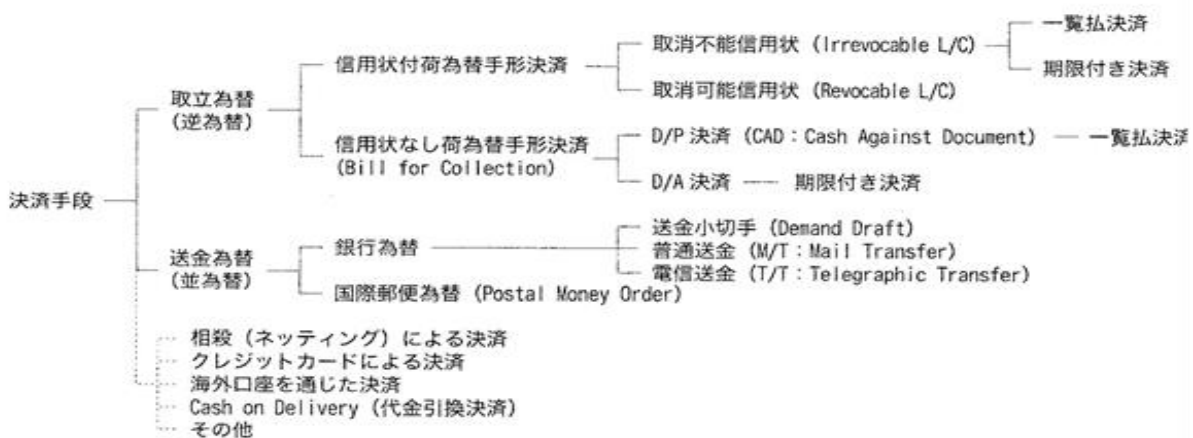 一覧払決済
取消不能信用状 (Irrevocable L/C)
信用状付荷為替手形決済
期限付き決済
取立為替
(逆為替)
取消可能信用状 (Revocable L/C)
信用状なし荷為替手形決済
(Bill for Collection)
D/P 決済 (CAD：Cash Against Document)
一覧払決済
D/A 決済
期限付き決済
決済手段
送金小切手 (Demand Draft)
送金為替
(並為替)
銀行為替
普通送金 (M/T：Mail Transfer)
電信送金 (T/T：Telegraphic Transfer)
国際郵便為替 (Postal Money Order)
相殺（ネッティング）による決済
クレジットカードによる決済
海外口座を通じた決済
Cash on Delivery (代金引換決済)
その他